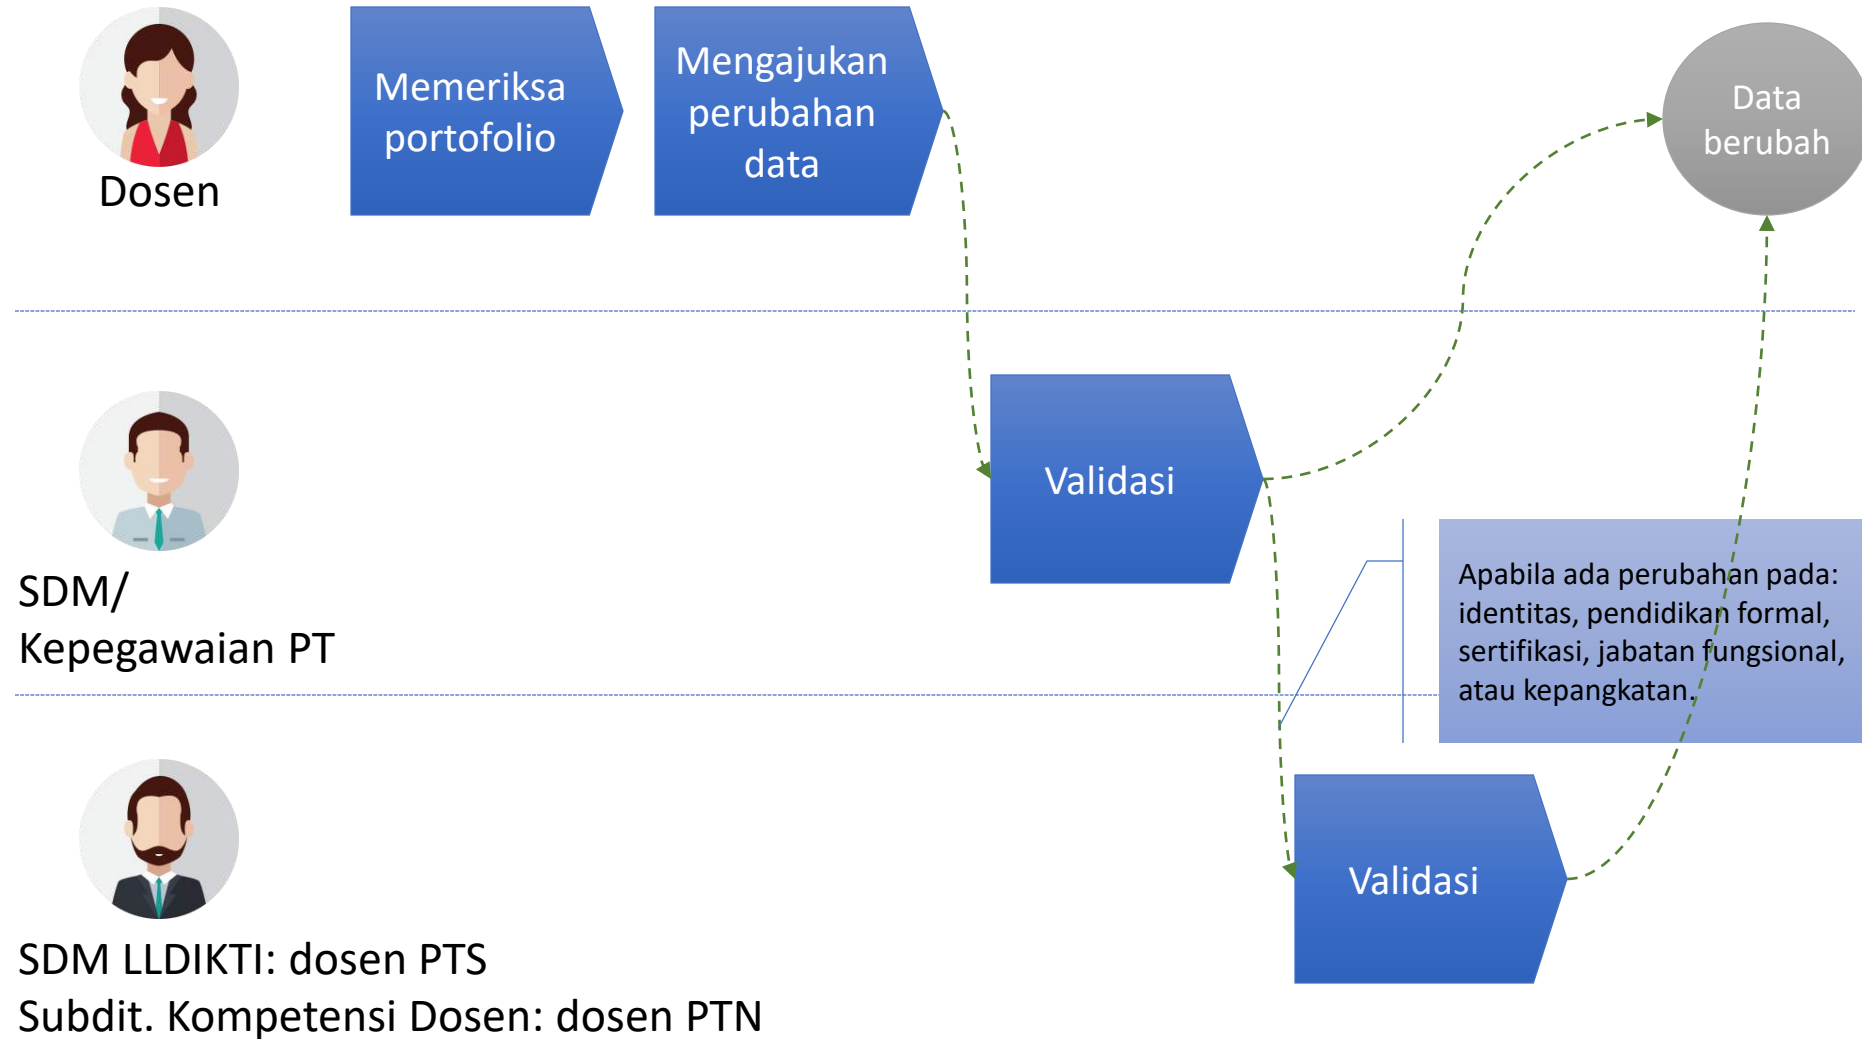 Dosen
Memeriksa
portofolio
Mengajukan
perubahan
data
Data
berubah
SDM/
Kepegawaian PT
Validasi
Apabila ada perubahan pada:
identitas, pendidikan formal,
sertifikasi, jabatan fungsional,
atau kepangkatan.
SDM LLDIKTI: dosen PTS
Subdit. Kompetensi Dosen: dosen PTN
Validasi